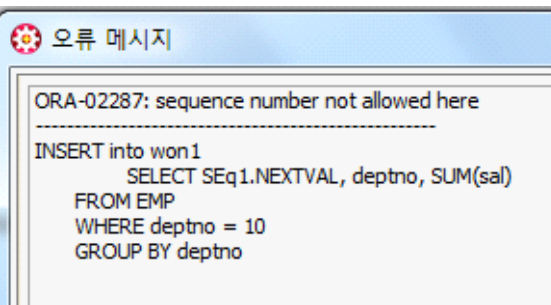 오류 메시지
ORA-02287: sequence number not allowed here
----------------------------------------------------
INSERT into won1
SELECT SEq1.NEXTVAL, deptno, SUM(sal)
FROM EMP
WHERE deptno = 10
GROUP BY deptno